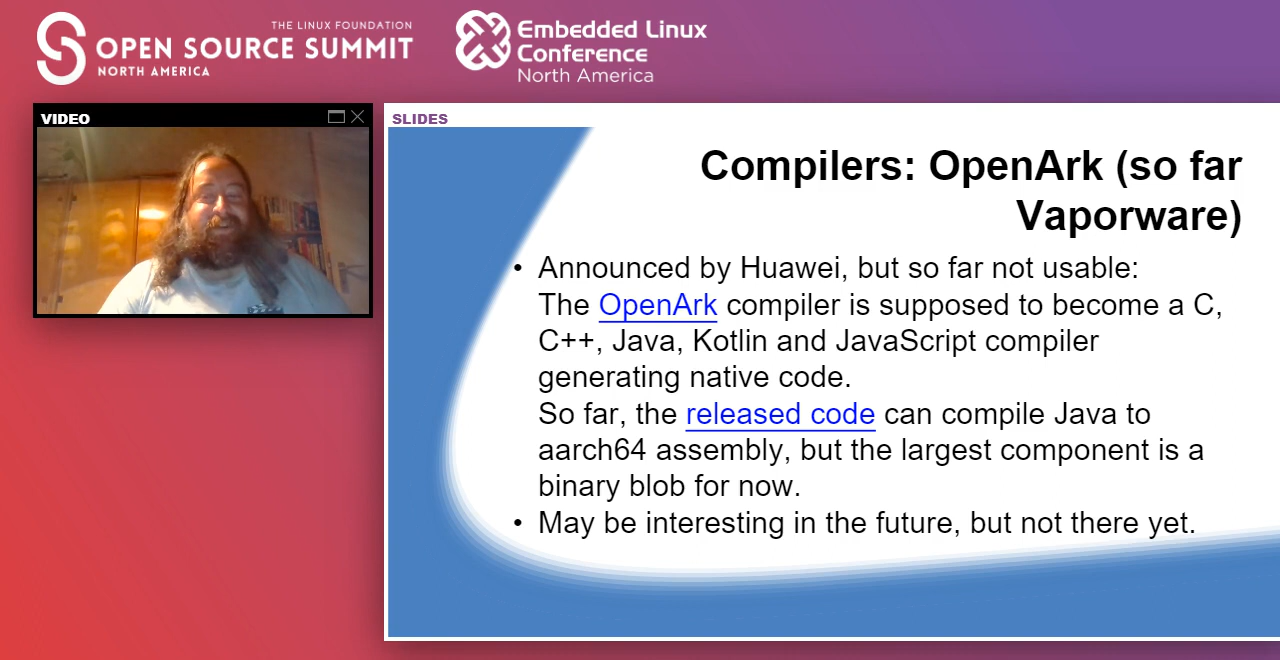 THE LINUX FOUNDATION
OPEN SOURCE SUMMIT
NORTH AMERICA
Embedded Linux
Conference
North America
VIDEO
SLIDES
Compilers: OpenArk (so far
Vaporware)
• Announced by Huawei, but so far not usable:
The OpenArk compiler is supposed to become a C,
C++, Java, Kotlin and JavaScript compiler
generating native code.
So far, the released code can compile Java to
aarch64 assembly, but the largest component is a
binary blob for now.
• May be interesting in the future, but not there yet.